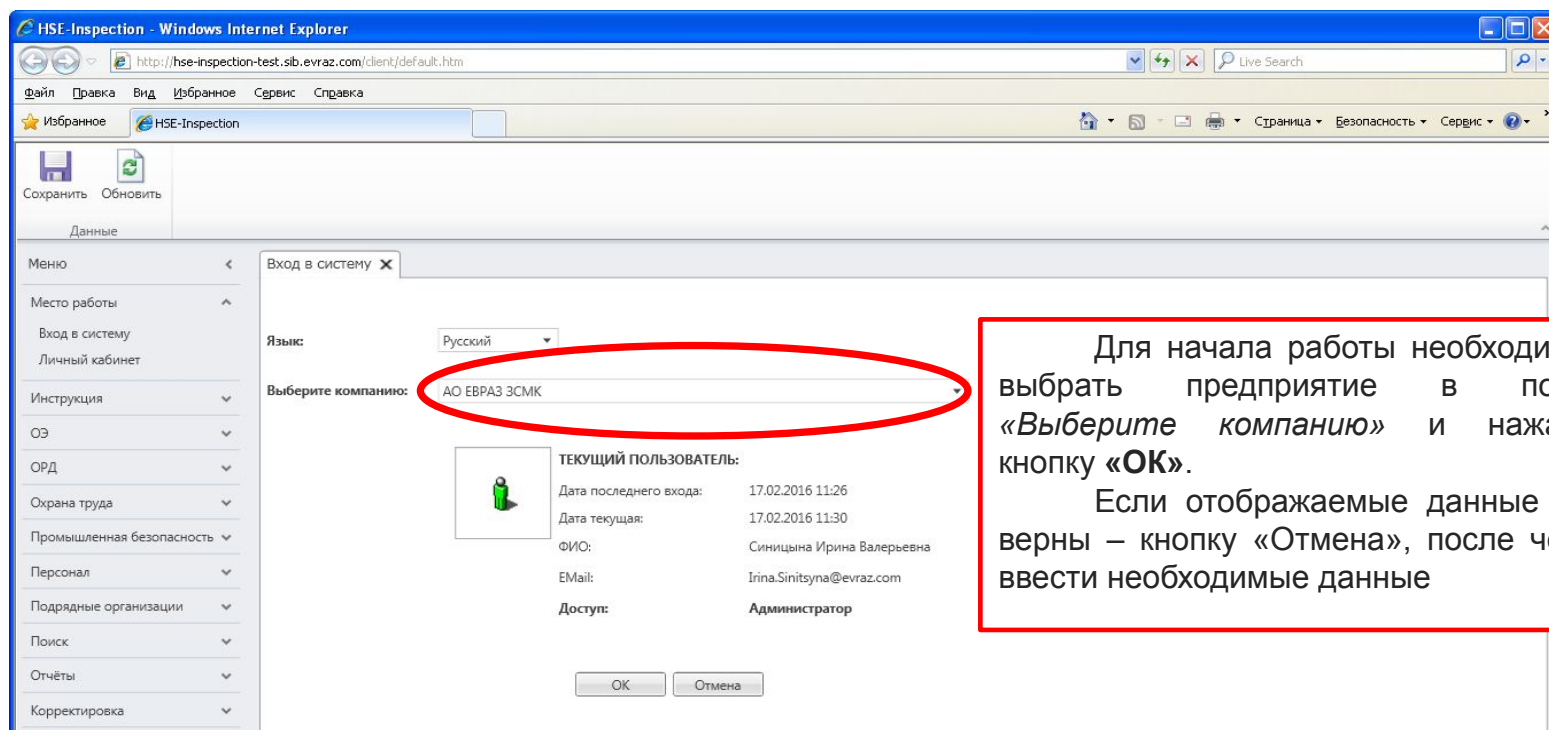 HSE-Inspection - Windows Internet Explorer
http://hse-inspection-test.sib.evraz.com/client/default.htm
Live Search
Файл Правка Вид Избранное Сервис Справка
Избранное HSE-Inspection Страница Безопасность Сервис
Сохранить Обновить
Данные
Меню
Место работы
Вход в систему
Личный кабинет
Инструкция
ОЭ
ОРД
Охрана труда
Промышленная безопасность
Персонал
Подрядные организации
Поиск
Отчёты
Корректировка
Вход в систему
Язык: Русский
Выберите компанию: АО ЕВРАЗ ЗСМК
ТЕКУЩИЙ ПОЛЬЗОВАТЕЛЬ:
Дата последнего входа: 17.02.2016 11:26
Дата текущая: 17.02.2016 11:30
ФИО: Синицына Ирина Валерьевна
EMail: Irina.Sinitsyna@evraz.com
Доступ: Администратор
OK Отмена
Для начала работы необходи
выбрать предприятие в по
«Выберите компанию» и наж
кнопку «ОК».
Если отображаемые данные
верны – кнопку «Отмена», после ч
ввести необходимые данные